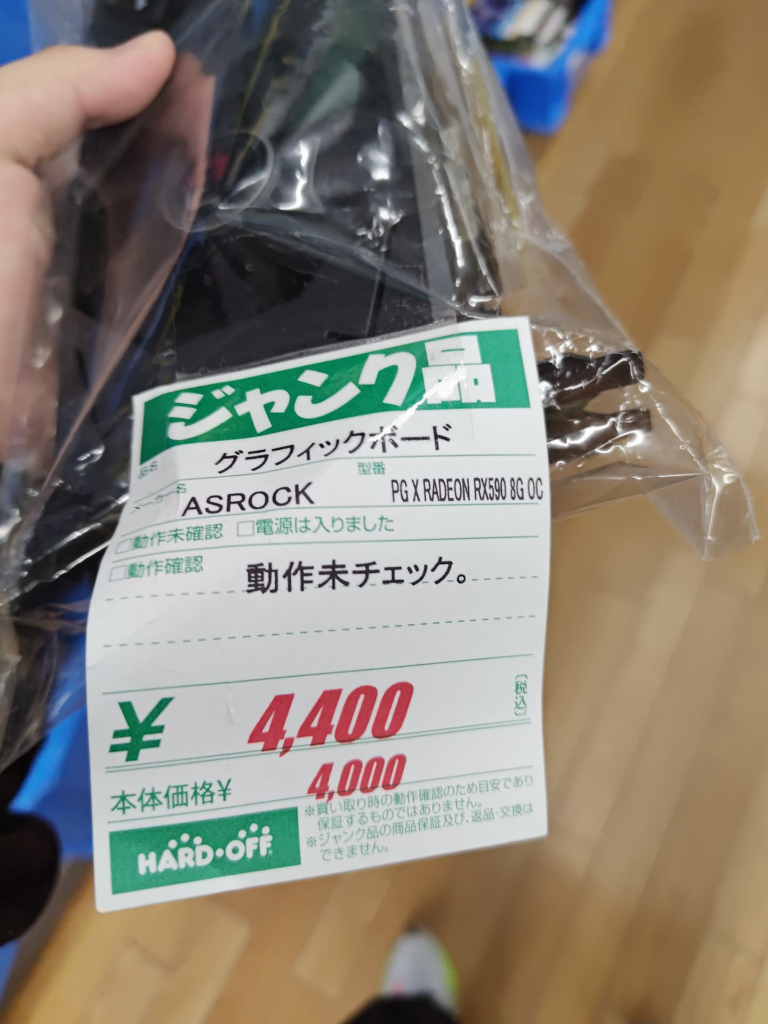 ジャンク品
品名 グラフィックボード 型番
メーカー名 ASROCK PG X RADEON RX590 8G OC
□動作未確認 □電源は入りました
□動作確認 動作未チェック。
¥ 4,400 〔税込〕
本体価格¥ 4,000
HARD・OFF
※買い取り時の動作確認のため目安であり
保証するものではありません。
※ジャンク品の商品保証及び、返品・交換は
できません。